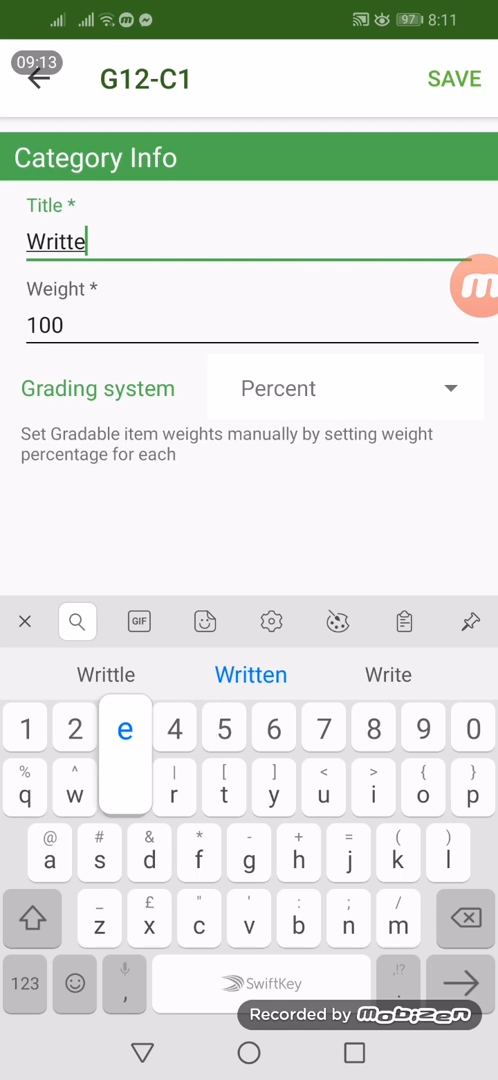 97 8:11
09:13
G12-C1 SAVE
Category Info
Title *
Writte
Weight *
100
Grading system Percent
Set Gradable item weights manually by setting weight
percentage for each
GIF
Writtle Written Write
1 2 e 4 5 6 7 8 9 0
% ^ | [ ] < > { }
q w r t y u i o p
@ # & * - + = ( )
a s d f g h j k l
_ £ " ' : ; /
z x c v b n m
123 , SwiftKey ,!? .
Recorded by mobizen